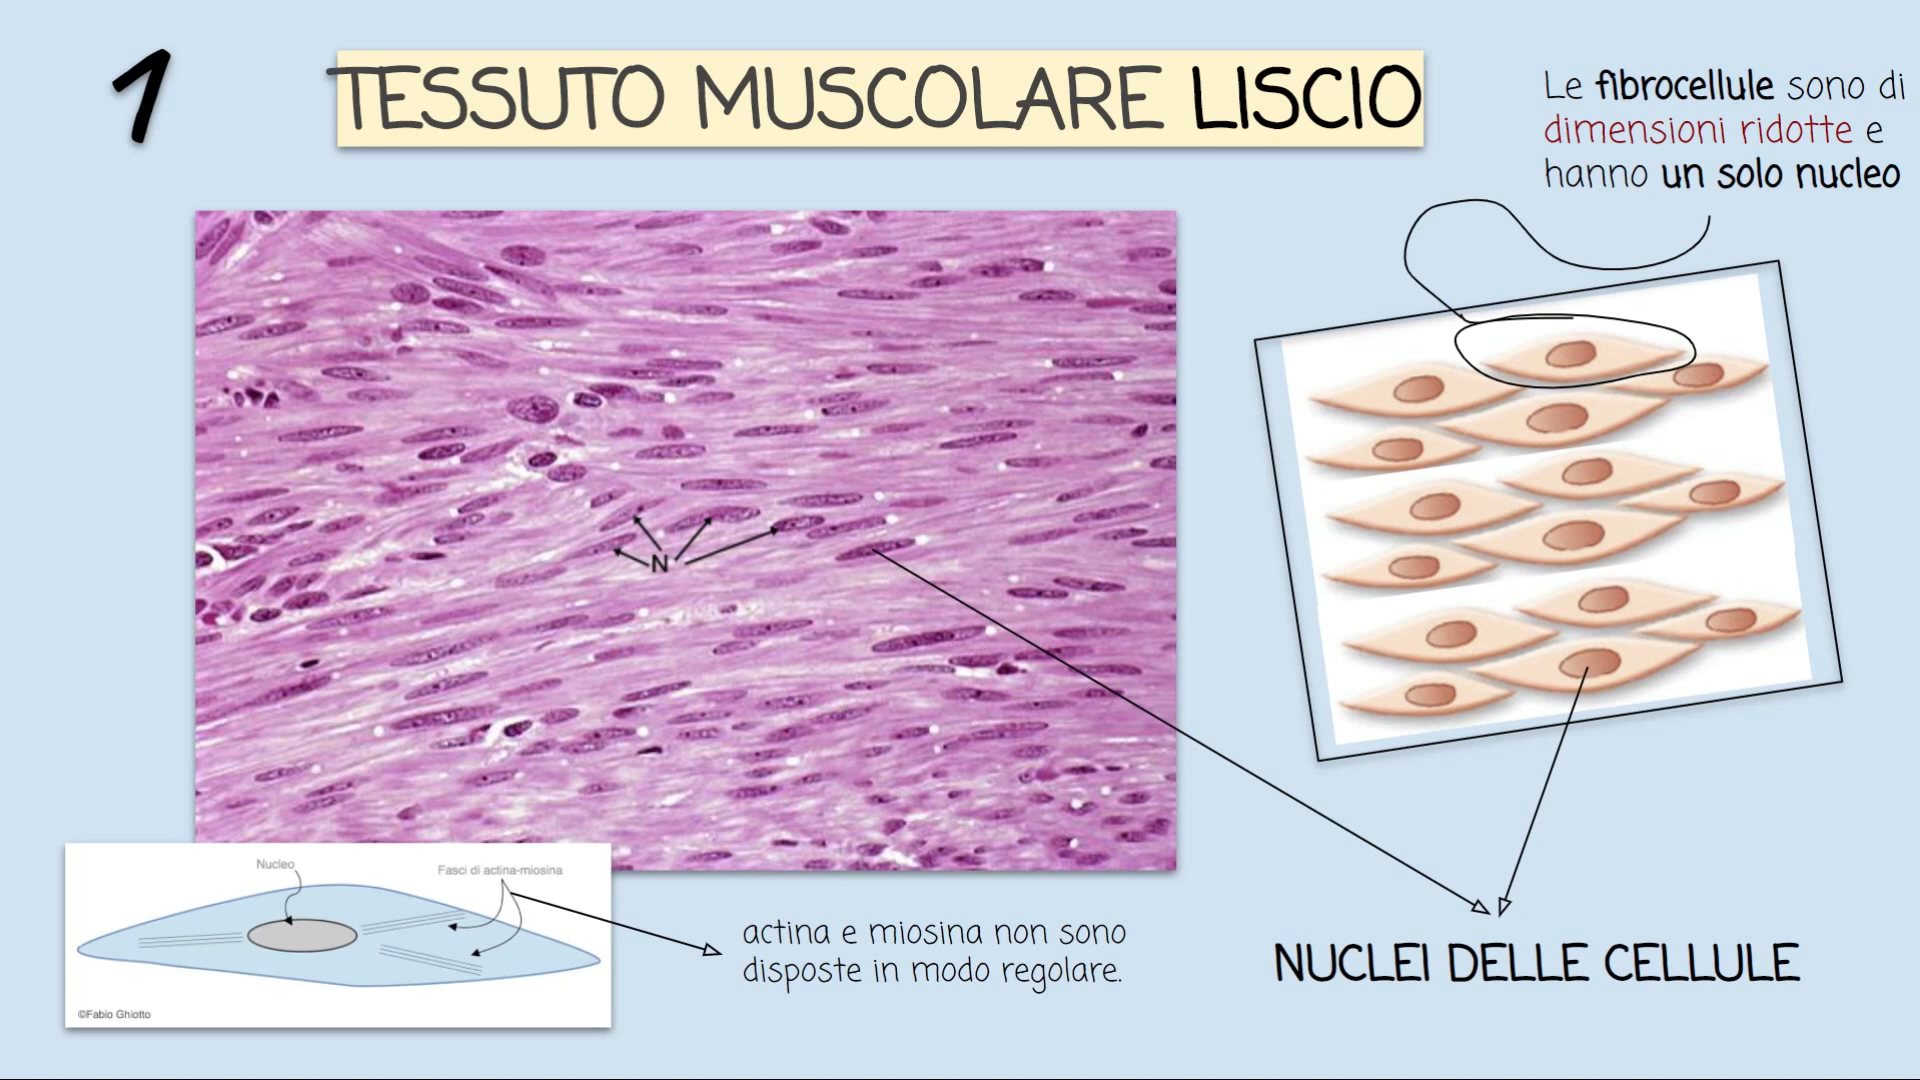 1
TESSUTO MUSCOLARE LISCIO
Le fibrocellule sono di
dimensioni ridotte e
hanno un solo nucleo
N
Nucleo
Fasci di actina-miosina
©Fabio Ghiotto
actina e miosina non sono
disposte in modo regolare.
NUCLEI DELLE CELLULE